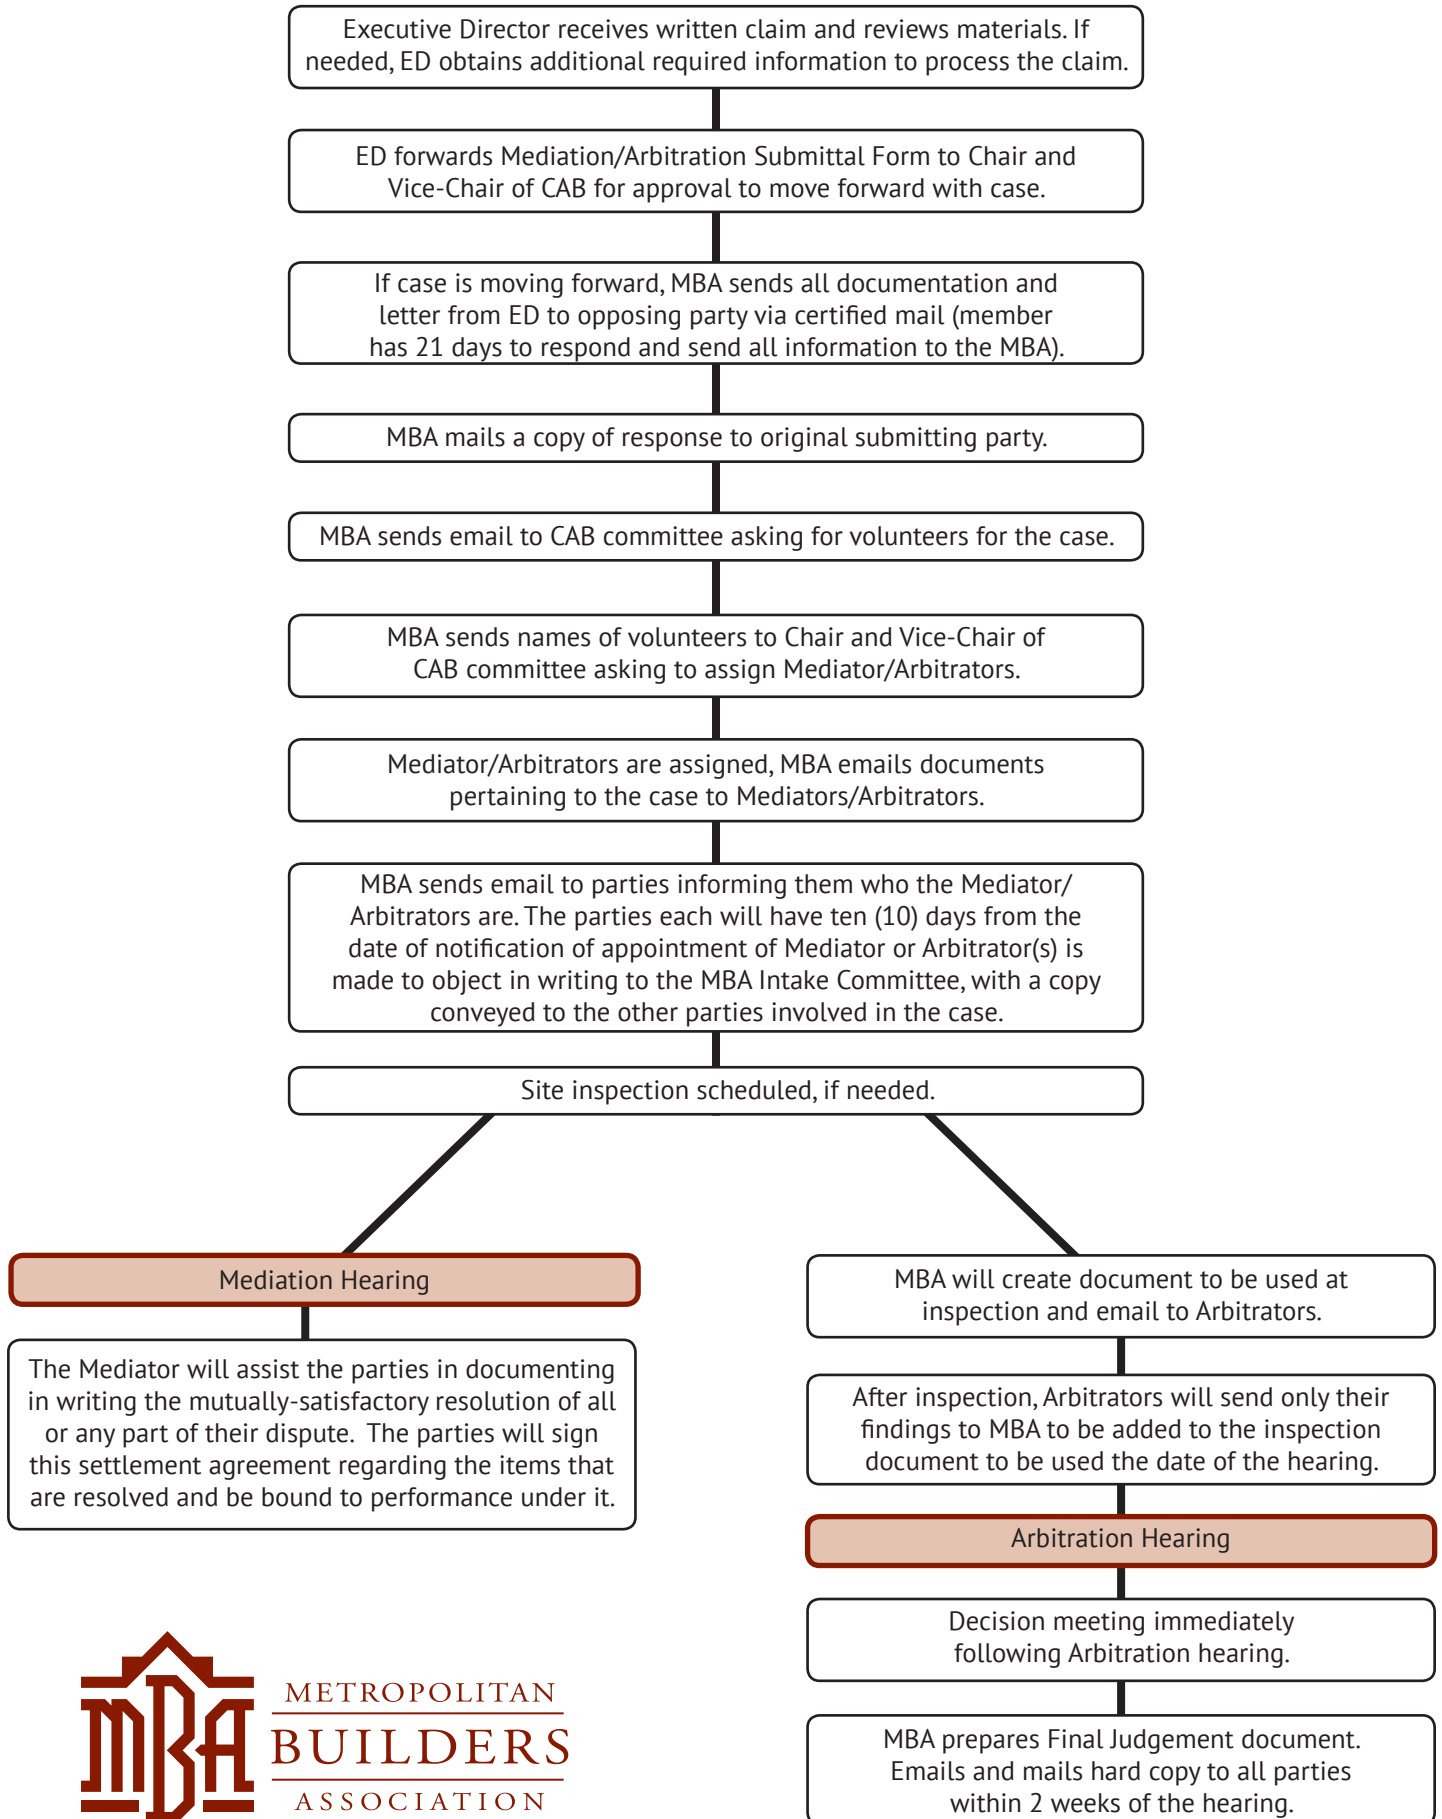 Executive Director receives written claim and reviews materials. If
needed, ED obtains additional required information to process the claim.
ED forwards Mediation/Arbitration Submittal Form to Chair and
Vice-Chair of CAB for approval to move forward with case.
If case is moving forward, MBA sends all documentation and
letter from ED to opposing party via certified mail (member
has 21 days to respond and send all information to the MBA).
MBA mails a copy of response to original submitting party.
MBA sends email to CAB committee asking for volunteers for the case.
MBA sends names of volunteers to Chair and Vice-Chair of
CAB committee asking to assign Mediator/Arbitrators.
Mediator/Arbitrators are assigned, MBA emails documents
pertaining to the case to Mediators/Arbitrators.
MBA sends email to parties informing them who the Mediator/
Arbitrators are. The parties each will have ten (10) days from the
date of notification of appointment of Mediator or Arbitrator(s) is
made to object in writing to the MBA Intake Committee, with a copy
conveyed to the other parties involved in the case.
Site inspection scheduled, if needed.
Mediation Hearing
The Mediator will assist the parties in documenting
in writing the mutually-satisfactory resolution of all
or any part of their dispute. The parties will sign
this settlement agreement regarding the items that
are resolved and be bound to performance under it.
MBA will create document to be used at
inspection and email to Arbitrators.
After inspection, Arbitrators will send only their
findings to MBA to be added to the inspection
document to be used the date of the hearing.
Arbitration Hearing
Decision meeting immediately
following Arbitration hearing.
MBA prepares Final Judgement document.
Emails and mails hard copy to all parties
within 2 weeks of the hearing.
MBA
METROPOLITAN
BUILDERS
ASSOCIATION